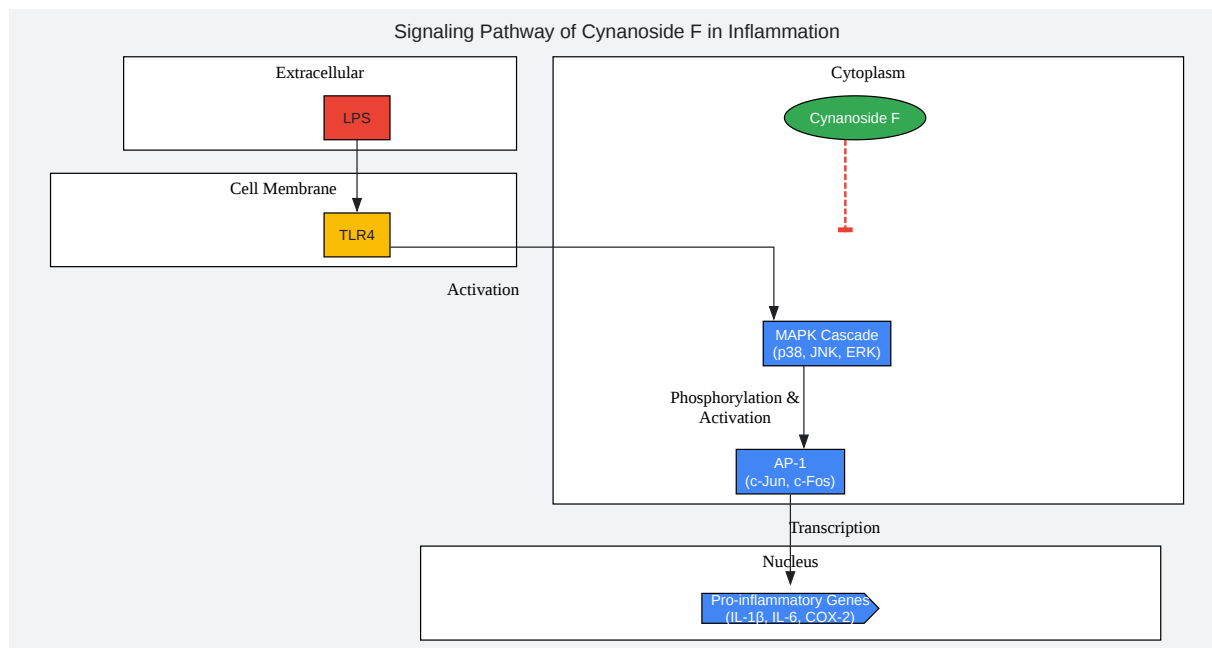 Signaling Pathway of Cynanoside F in Inflammation
Extracellular
LPS
Cytoplasm
Cynanoside F
Cell Membrane
TLR4
Activation
MAPK Cascade
(p38, JNK, ERK)
Phosphorylation &
Activation
AP-1
(c-Jun, c-Fos)
Transcription
Nucleus
Pro-inflammatory Genes
(IL-1β, IL-6, COX-2)